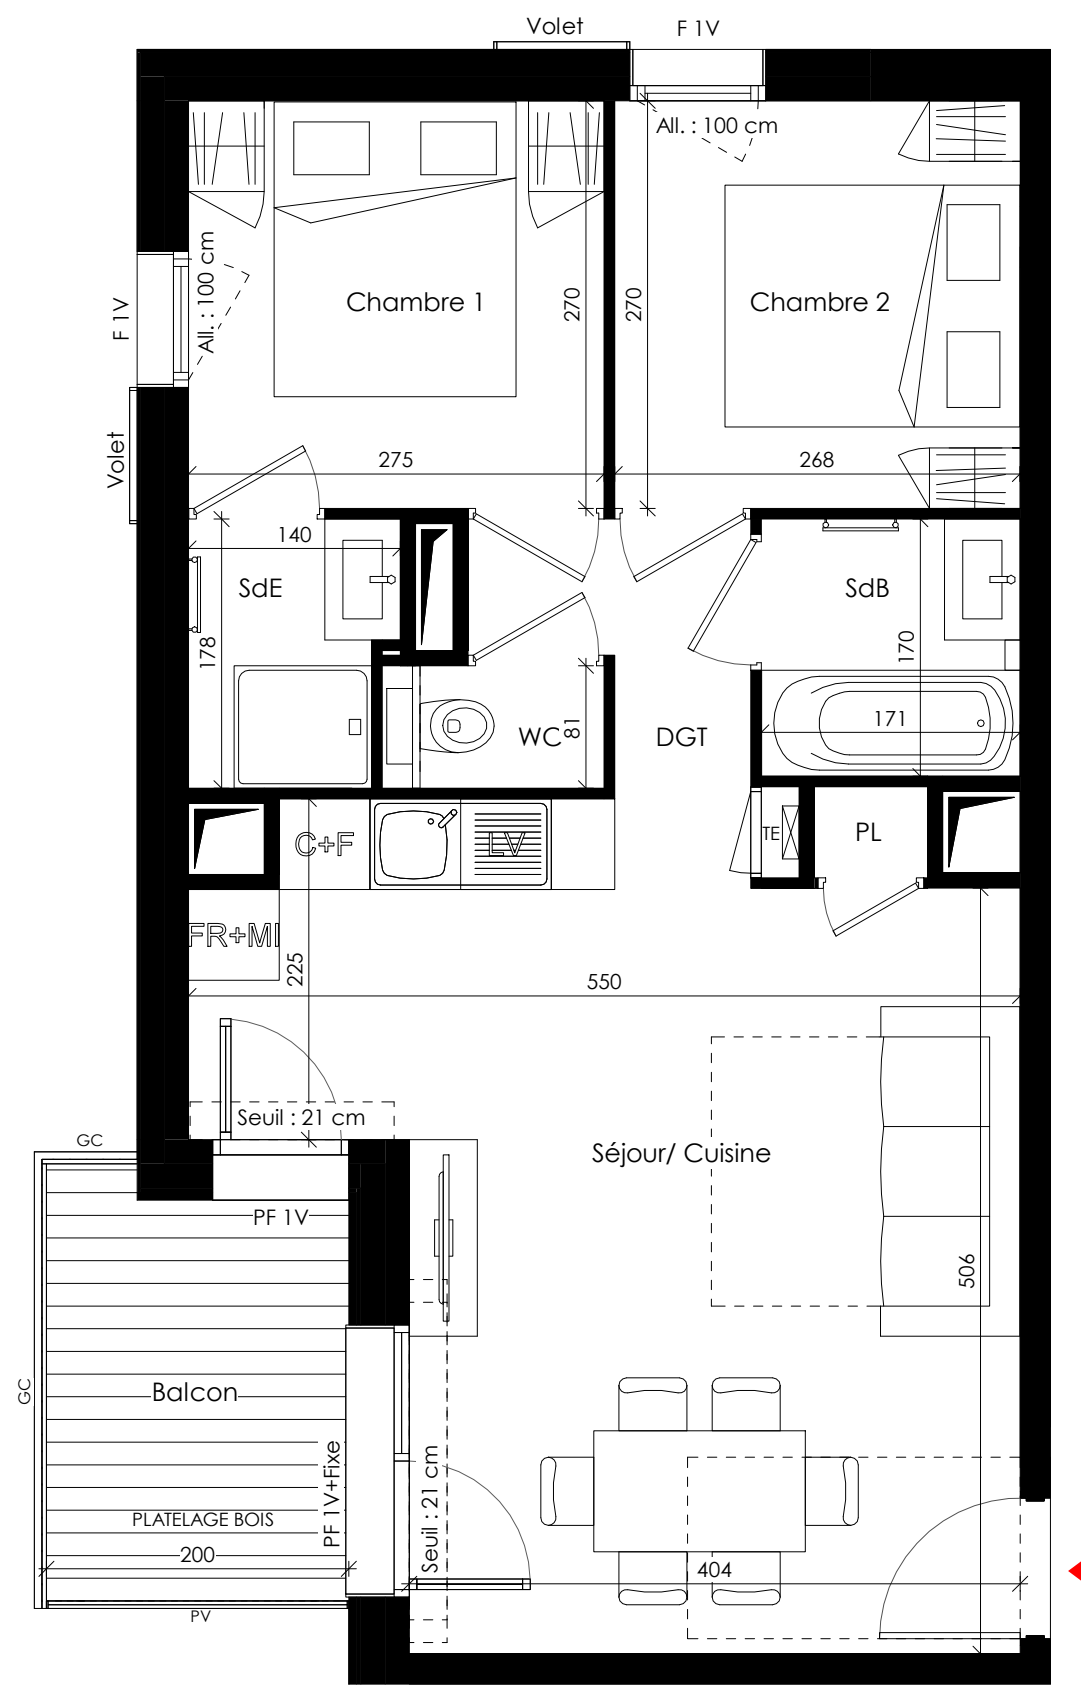 Volet
F 1V
All. : 100 cm
All. : 100 cm
F 1V
Volet
Chambre 1
270
270
Chambre 2
275
268
140
SdE
178
SdB
170
171
WC
81
DGT
C+F
LV
TE
PL
FR+MI
225
550
Seuil : 21 cm
GC
Séjour/ Cuisine
PF 1V
506
GC
Balcon
PF 1V+Fixe
Seuil : 21 cm
PLATELAGE BOIS
200
404
PV